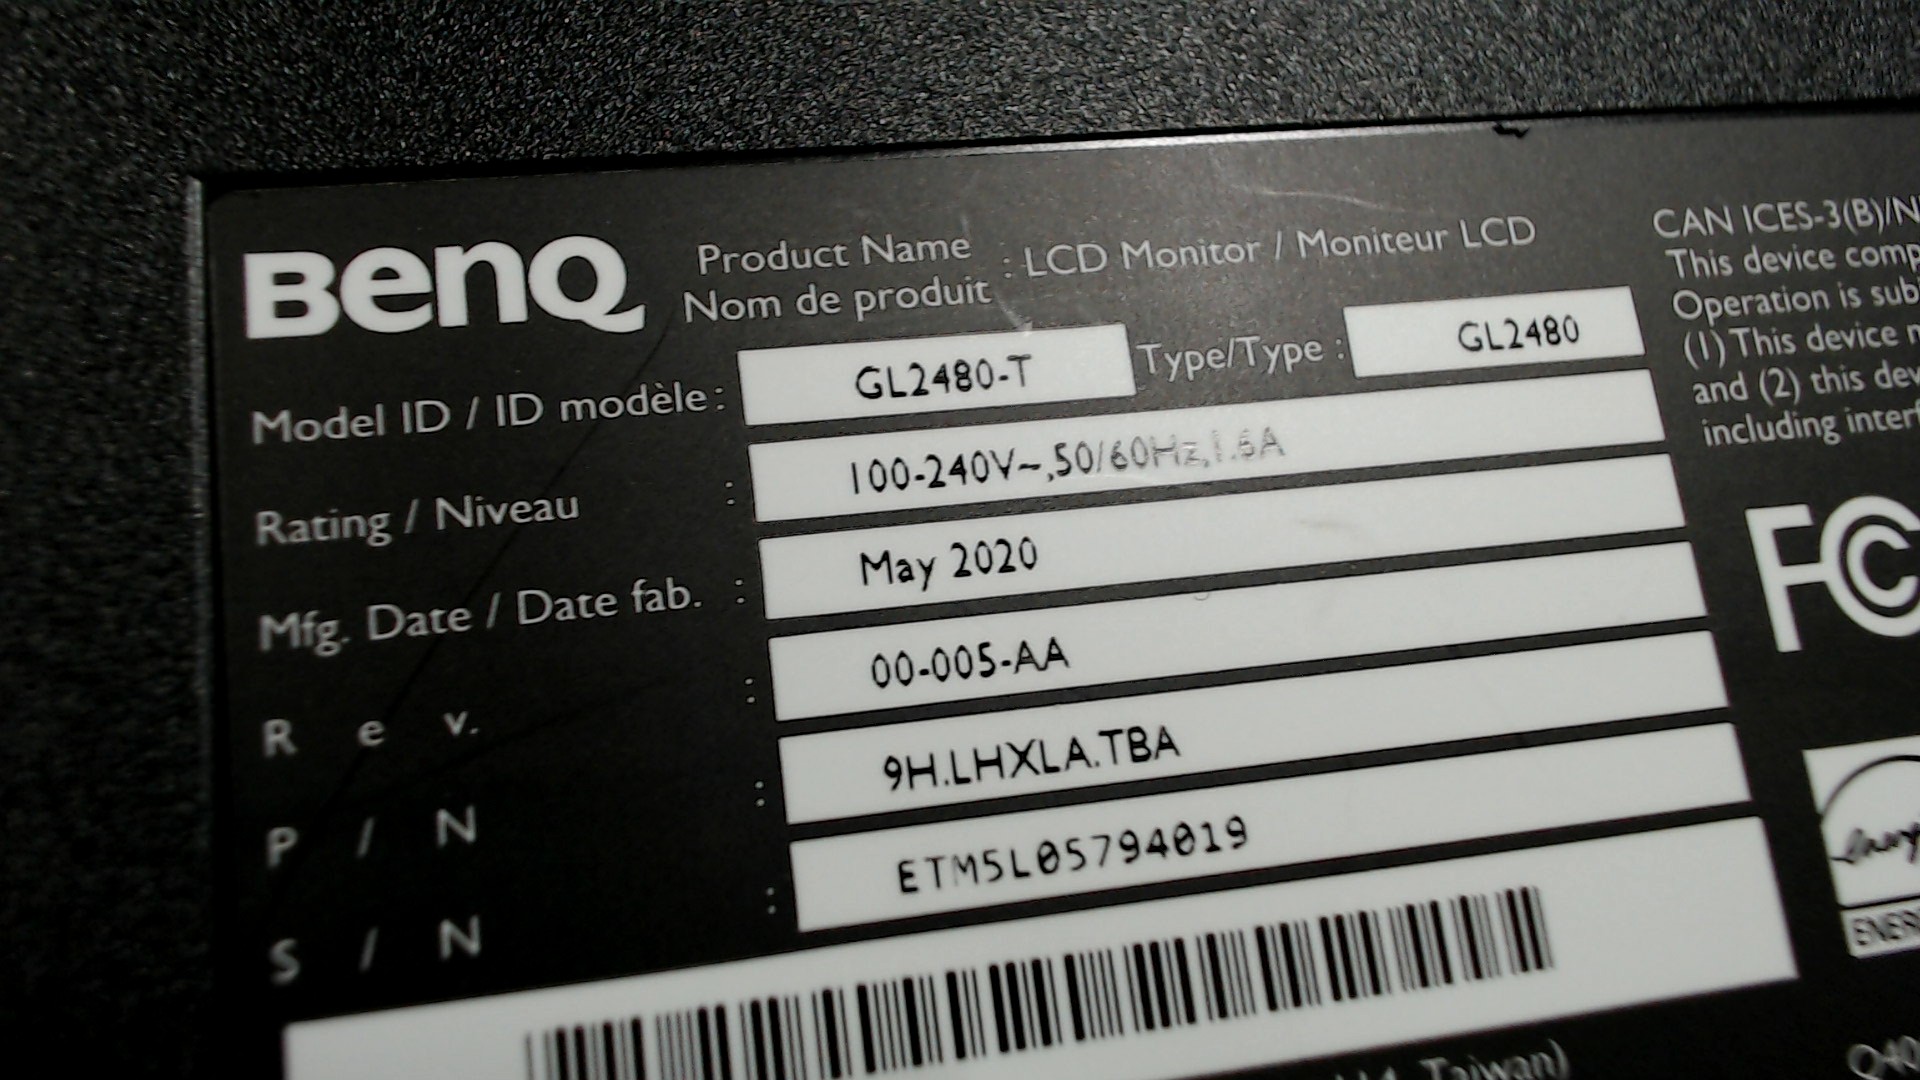 BenQ
Product Name
Nom de produit
: LCD Monitor / Moniteur LCD
Model ID / ID modèle :
GL2480-T
Type/Type :
GL2480
Rating / Niveau :
100-240V~,50/60Hz,1.6A
Mfg. Date / Date fab. :
May 2020
R e v. :
00-005-AA
P / N :
9H.LHXLA.TBA
S / N :
ETM5L05794019
CAN ICES-3(B)/N
This device comp
Operation is sub
(1) This device
and (2) this dev
including interf
FC
Taiwan)